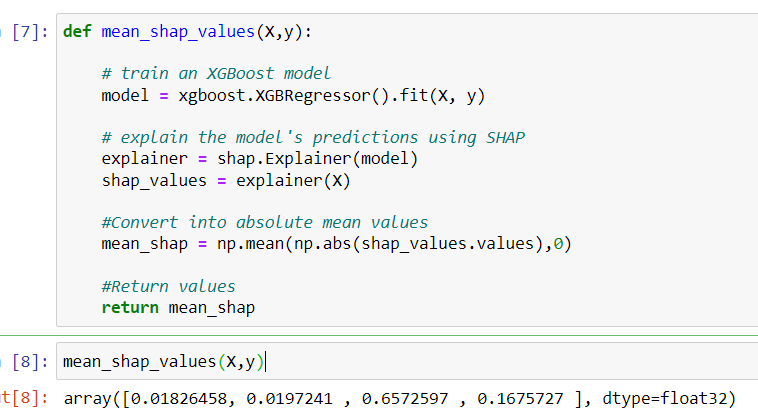 [7]: def mean_shap_values(X,y):
# train an XGBoost model
model = xgboost.XGBRegressor().fit(X, y)
# explain the model's predictions using SHAP
explainer = shap.Explainer(model)
shap_values = explainer(X)
#Convert into absolute mean values
mean_shap = np.mean(np.abs(shap_values.values),0)
#Return values
return mean_shap
[8]: mean_shap_values(X,y)
t[8]: array([0.01826458, 0.0197241 , 0.6572597 , 0.1675727 ], dtype=float32)